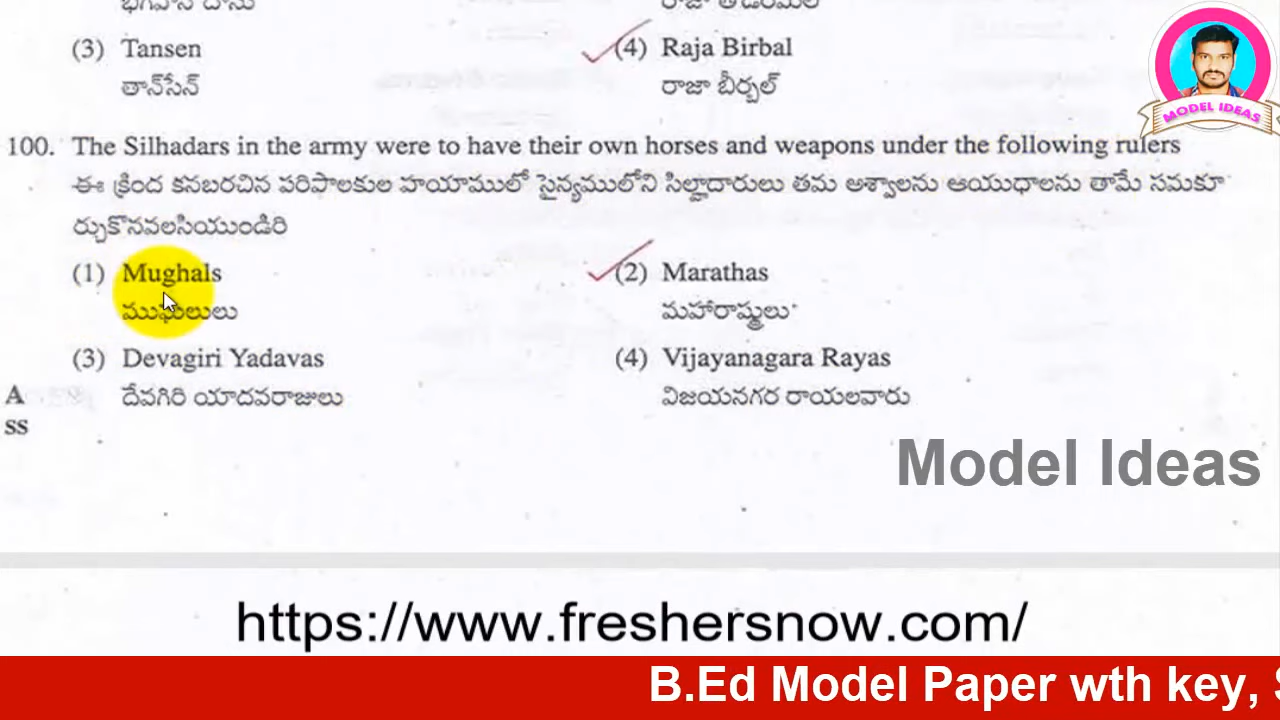 (3) Tansen
(4) Raja Birbal
తాన్‌సేన్
రాజా బీర్బల్
MODEL IDEAS
100. The Silhadars in the army were to have their own horses and weapons under the following rulers
ఈ క్రింద కనబరచిన పరిపాలకుల హయాములో సైన్యములోని సిల్హాదారులు తమ అశ్వాలను ఆయుధాలను తామే సమకూ
ర్చుకొనవలసియుండిరి
(1) Mughals
(2) Marathas
ముఘలులు
మహారాష్ట్రులు
(3) Devagiri Yadavas
(4) Vijayanagara Rayas
A
దేవగిరి యాదవరాజులు
విజయనగర రాయలవారు
SS
Model Ideas
https://www.freshersnow.com/
B.Ed Model Paper wth key,